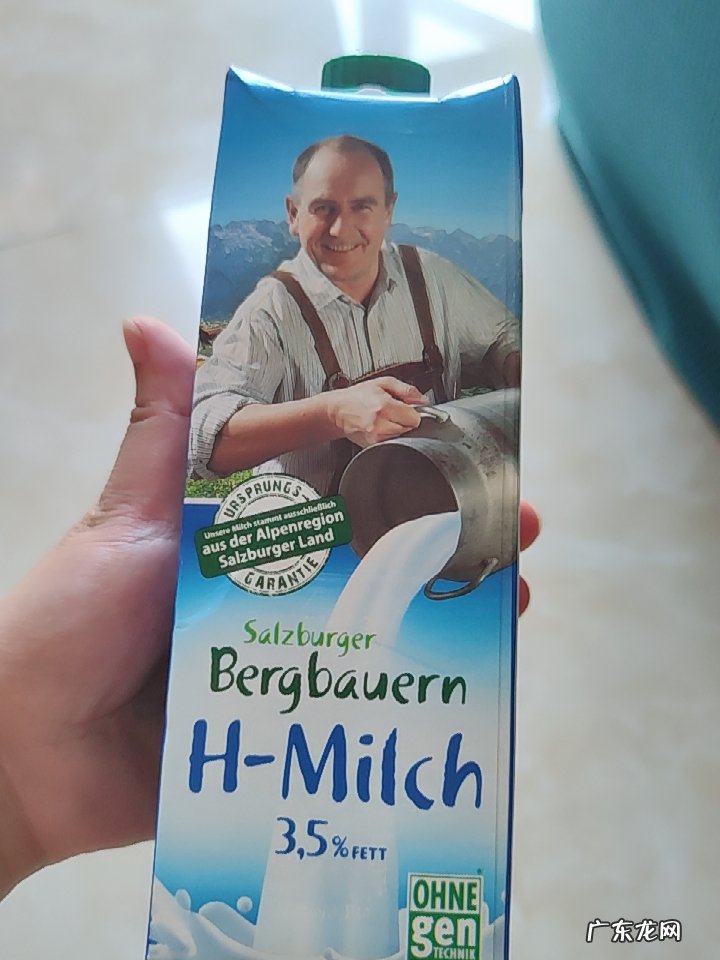 URSPRUNGS
Unsere Milch stammt ausschließlich
aus der Alpenregion
Salzburger Land
GARANTIE
Salzburger
Bergbauern
H-Milch
3,5% FETT
OHNE
gen
TECHNIK
广东龙网